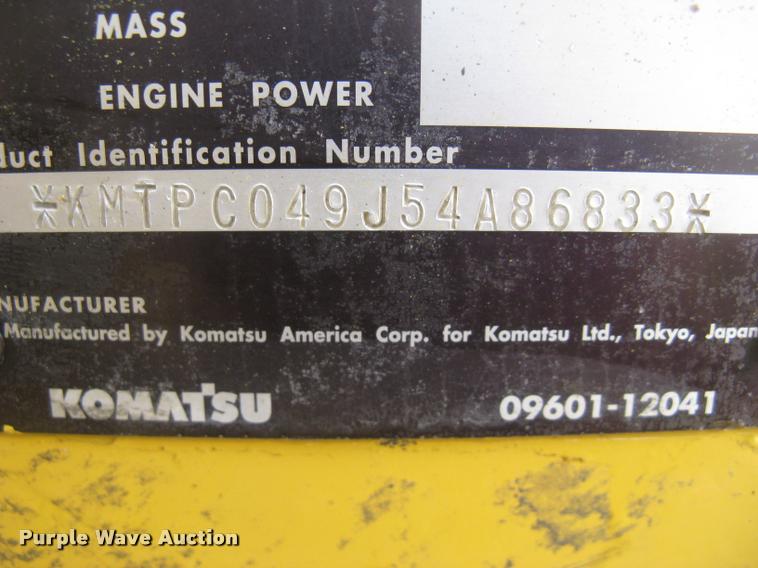 MASS
ENGINE POWER
duct Identification Number
*KMTPC049J54A86833*
NUFACTURER
Manufactured by Komatsu America Corp. for Komatsu Ltd., Tokyo, Japan
KOMATSU
09601-12041
Purple Wave Auction